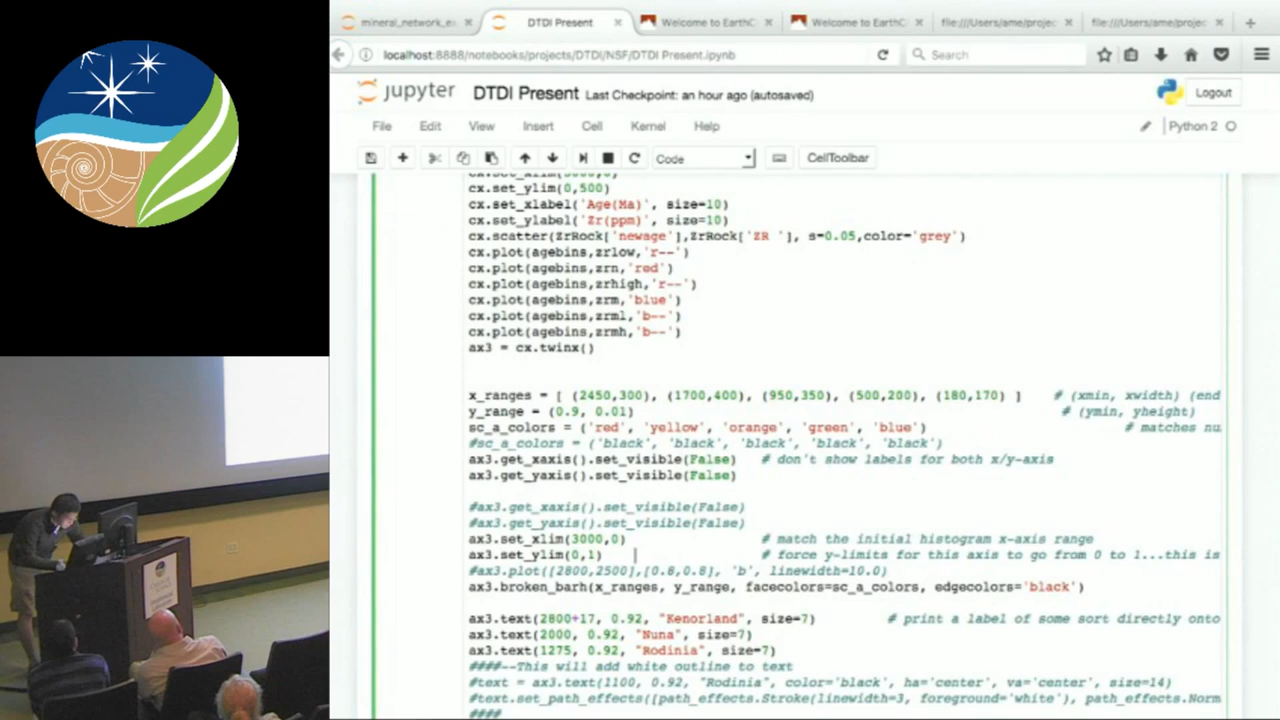 mineral_network_e
DTDI Present
Welcome to EarthC
Welcome to EarthC
file:///Users/ame/projec
file:///Users/ame/projec
localhost:8888/notebooks/projects/DTDI/NSF/DTDI Present.ipynb
Search
jupyter DTDI Present Last Checkpoint: an hour ago (autosaved)
Logout
File Edit View Insert Cell Kernel Help
Python 2
Code
CellToolbar
cx.set_xlim(3000,0)
cx.set_ylim(0,500)
cx.set_xlabel('Age(Ma)', size=10)
cx.set_ylabel('Zr(ppm)', size=10)
cx.scatter(ZrRock['newage'],ZrRock['ZR '], s=0.05,color='grey')
cx.plot(agebins,zrlow,'r--')
cx.plot(agebins,zrn,'red')
cx.plot(agebins,zrhigh,'r--')
cx.plot(agebins,zrm,'blue')
cx.plot(agebins,zrml,'b--')
cx.plot(agebins,zrmh,'b--')
ax3 = cx.twinx()
x_ranges = [ (2450,300), (1700,400), (950,350), (500,200), (180,170) ] # (xmin, xwidth) (end
y_range = (0.9, 0.01) # (ymin, yheight)
sc_a_colors = ('red', 'yellow', 'orange', 'green', 'blue') # matches nu
#sc_a_colors = ('black', 'black', 'black', 'black', 'black')
ax3.get_xaxis().set_visible(False) # don't show labels for both x/y-axis
ax3.get_yaxis().set_visible(False)
#ax3.get_xaxis().set_visible(False)
#ax3.get_yaxis().set_visible(False)
ax3.set_xlim(3000,0) # match the initial histogram x-axis range
ax3.set_ylim(0,1) # force y-limits for this axis to go from 0 to 1...this is
#ax3.plot([2800,2500],[0.8,0.8], 'b', linewidth=10.0)
ax3.broken_barh(x_ranges, y_range, facecolors=sc_a_colors, edgecolors='black')
ax3.text(2800+17, 0.92, "Kenorland", size=7) # print a label of some sort directly onto
ax3.text(2000, 0.92, "Nuna", size=7)
ax3.text(1275, 0.92, "Rodinia", size=7)
####--This will add white outline to text
#text = ax3.text(1100, 0.92, "Rodinia", color='black', ha='center', va='center', size=14)
#text.set_path_effects([path_effects.Stroke(linewidth=3, foreground='white'), path_effects.Norm
####